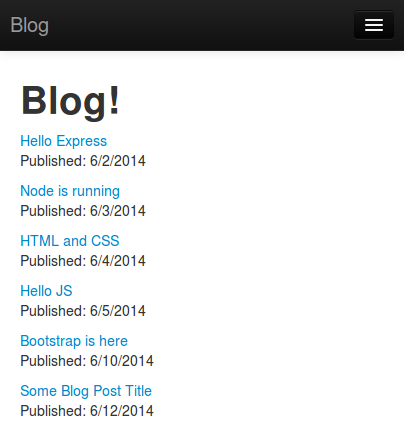 Blog
Blog!
Hello Express
Published: 6/2/2014
Node is running
Published: 6/3/2014
HTML and CSS
Published: 6/4/2014
Hello JS
Published: 6/5/2014
Bootstrap is here
Published: 6/10/2014
Some Blog Post Title
Published: 6/12/2014